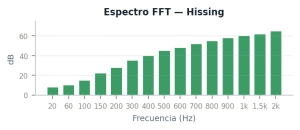 Espectro FFT — Hissing
dB
60
40
20
0
20 60 100 150 200 300 400 500 600 700 800 900 1k 1.5k 2k
Frecuencia (Hz)